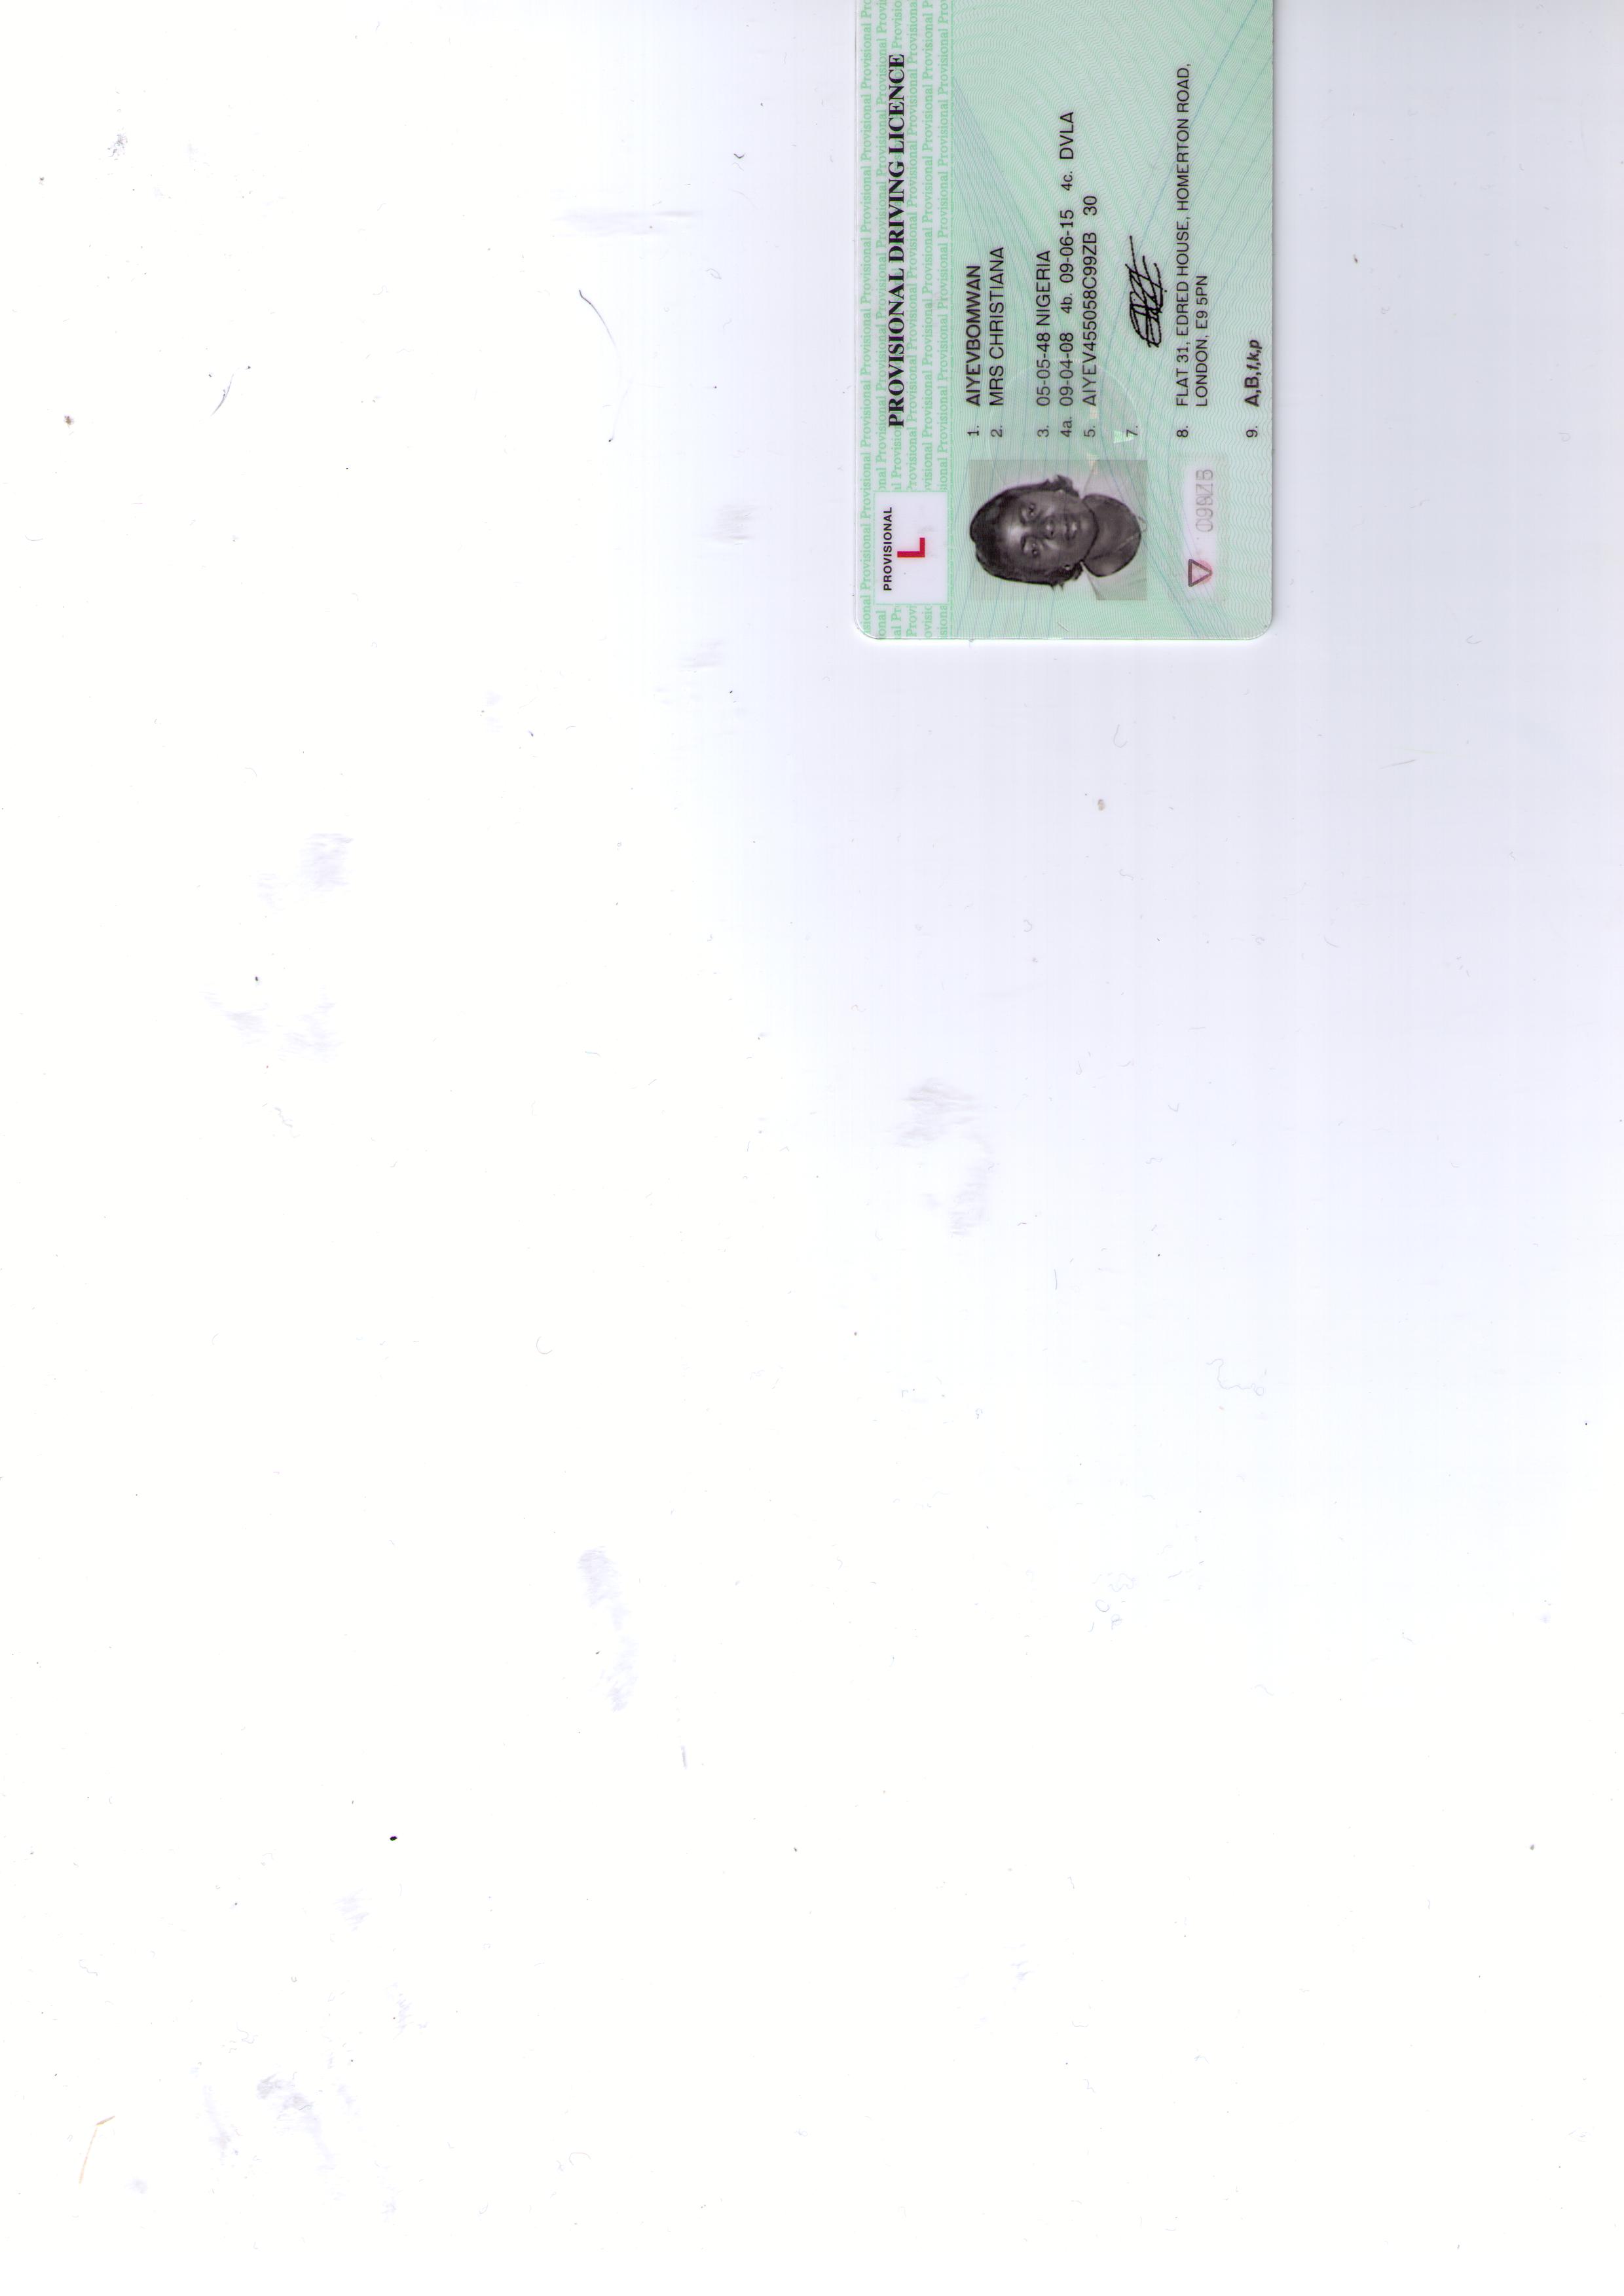 PROVISIONAL DRIVING LICENCE
PROVISIONAL
L
1. AIYEVBOMWAN
2. MRS CHRISTIANA
3. 05-05-48 NIGERIA
4a. 09-04-08 4b. 09-06-15 4c. DVLA
5. AIYEV455058C99ZB 30
7.
8. FLAT 31, EDRED HOUSE, HOMERTON ROAD,
LONDON, E9 5PN
9. A,B,f,k,p